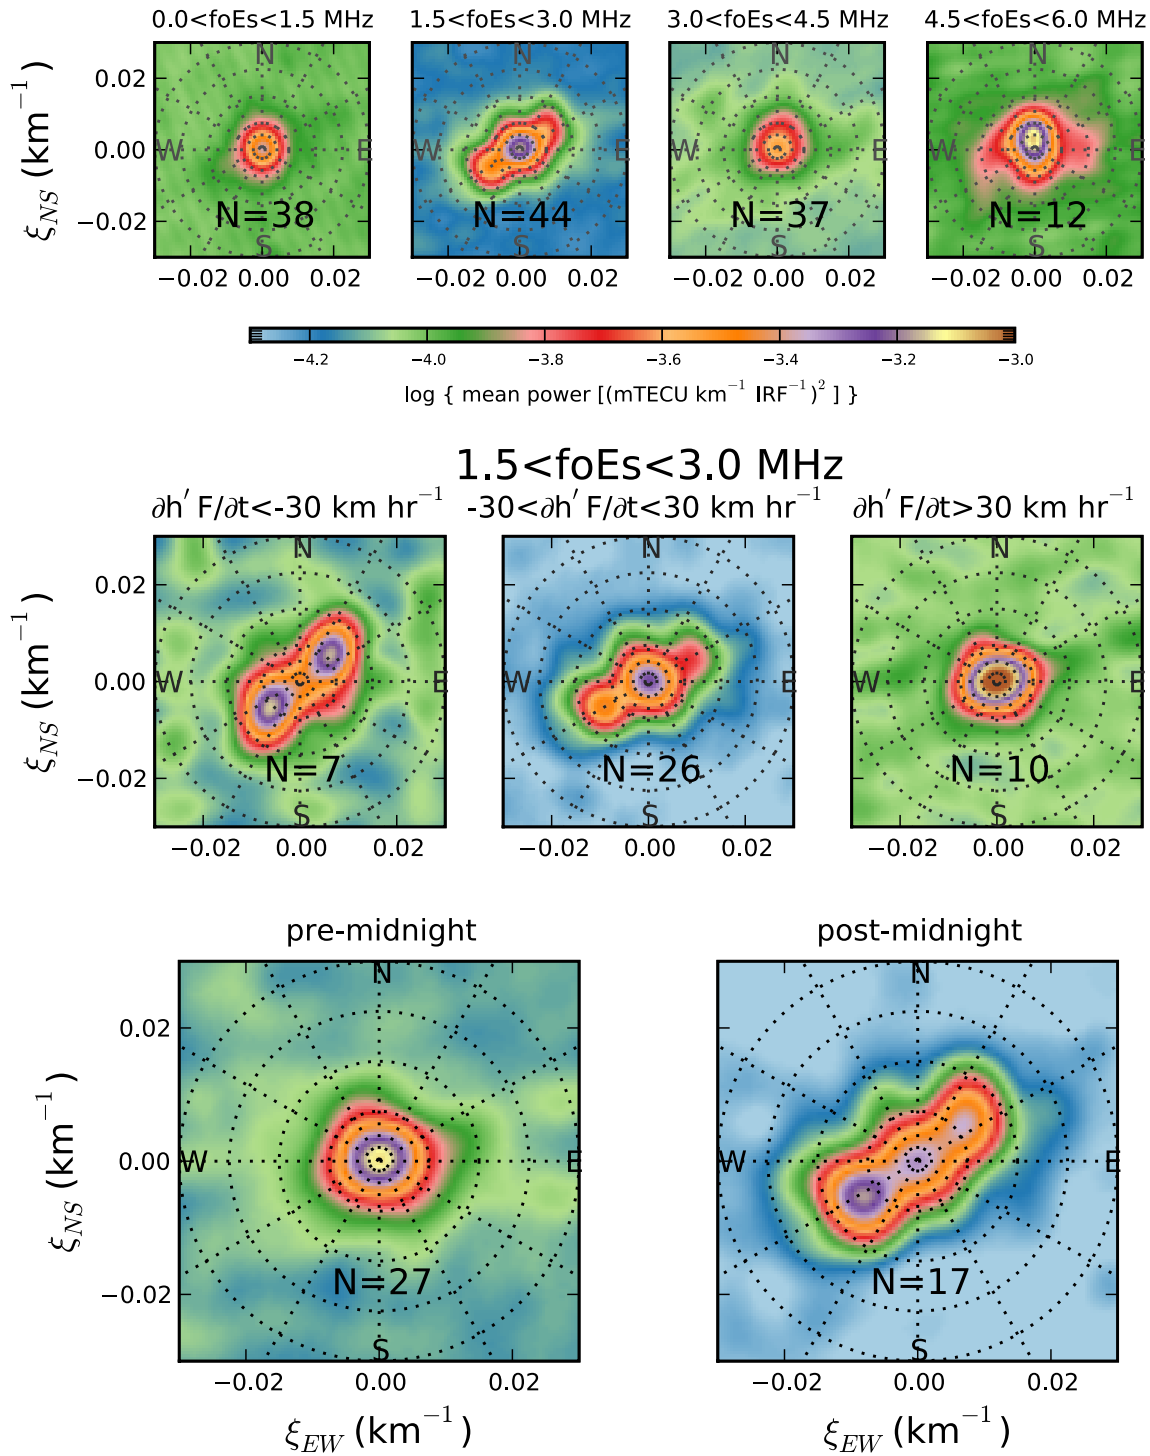 0.0<foEs<1.5 MHz 1.5<foEs<3.0 MHz 3.0<foEs<4.5 MHz 4.5<foEs<6.0 MHz
ξNS (km⁻¹)
0.02
0.00
−0.02
N W E N=38 S
N W E N=44 S
N W E N=37 S
N W E N=12 S
−0.02 0.00 0.02 −0.02 0.00 0.02 −0.02 0.00 0.02 −0.02 0.00 0.02
−4.2 −4.0 −3.8 −3.6 −3.4 −3.2 −3.0
log { mean power [(mTECU km⁻¹ IRF⁻¹)² ] }
1.5<foEs<3.0 MHz
∂h′ F/∂t<-30 km hr⁻¹ -30<∂h′ F/∂t<30 km hr⁻¹ ∂h′ F/∂t>30 km hr⁻¹
ξNS (km⁻¹)
0.02
0.00
−0.02
N W E N=7 S
N W E N=26 S
N W E N=10 S
−0.02 0.00 0.02 −0.02 0.00 0.02 −0.02 0.00 0.02
pre-midnight post-midnight
ξNS (km⁻¹)
0.02
0.00
−0.02
N W E N=27 S
N W E N=17 S
−0.02 0.00 0.02 −0.02 0.00 0.02
ξEW (km⁻¹) ξEW (km⁻¹)